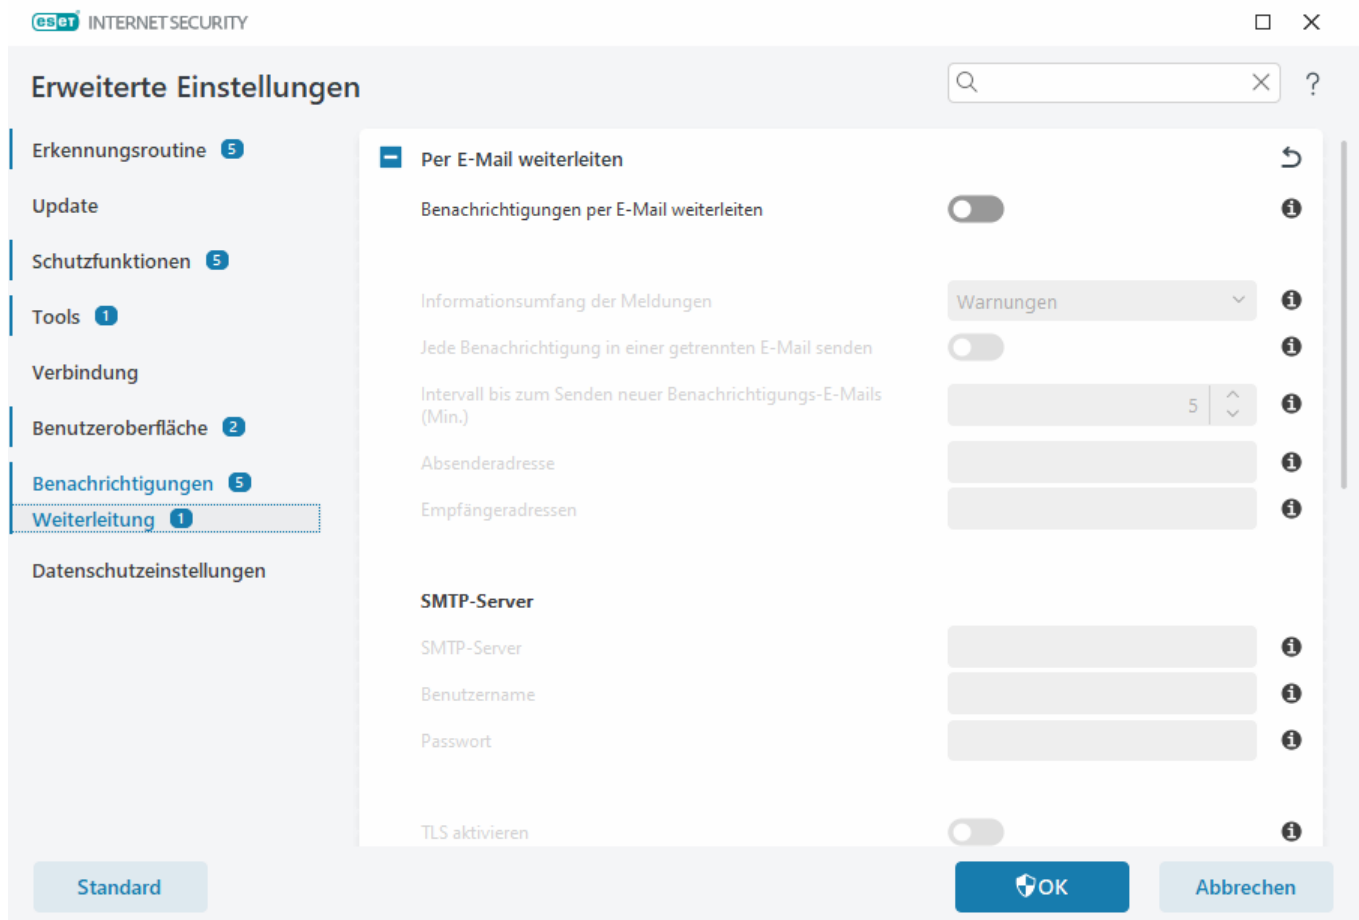 eset INTERNET SECURITY
Erweiterte Einstellungen
?
Erkennungsroutine 5
Update
Schutzfunktionen 5
Tools 1
Verbindung
Benutzeroberfläche 2
Benachrichtigungen 5
Weiterleitung 1
Datenschutzeinstellungen
Per E-Mail weiterleiten
Benachrichtigungen per E-Mail weiterleiten
Informationsumfang der Meldungen Warnungen
Jede Benachrichtigung in einer getrennten E-Mail senden
Intervall bis zum Senden neuer Benachrichtigungs-E-Mails
(Min.) 5
Absenderadresse
Empfängeradressen
SMTP-Server
SMTP-Server
Benutzername
Passwort
TLS aktivieren
Standard
OK
Abbrechen